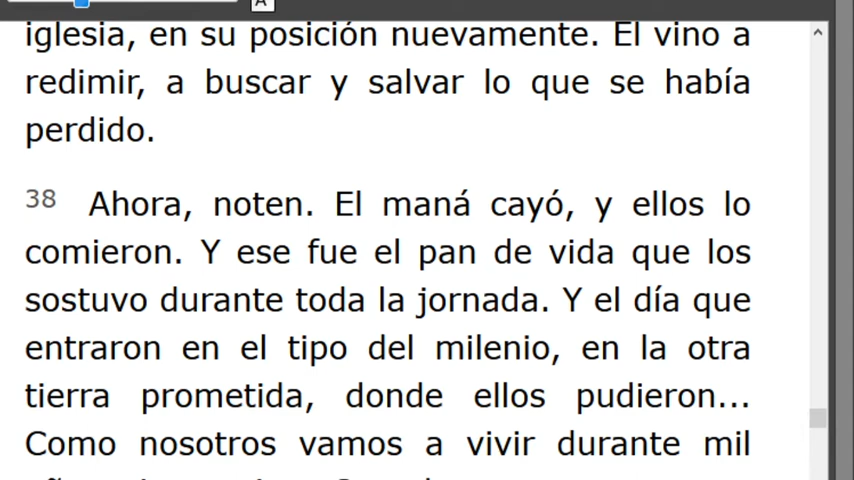 A
iglesia, en su posición nuevamente. El vino a
redimir, a buscar y salvar lo que se había
perdido.
38 Ahora, noten. El maná cayó, y ellos lo
comieron. Y ese fue el pan de vida que los
sostuvo durante toda la jornada. Y el día que
entraron en el tipo del milenio, en la otra
tierra prometida, donde ellos pudieron...
Como nosotros vamos a vivir durante mil